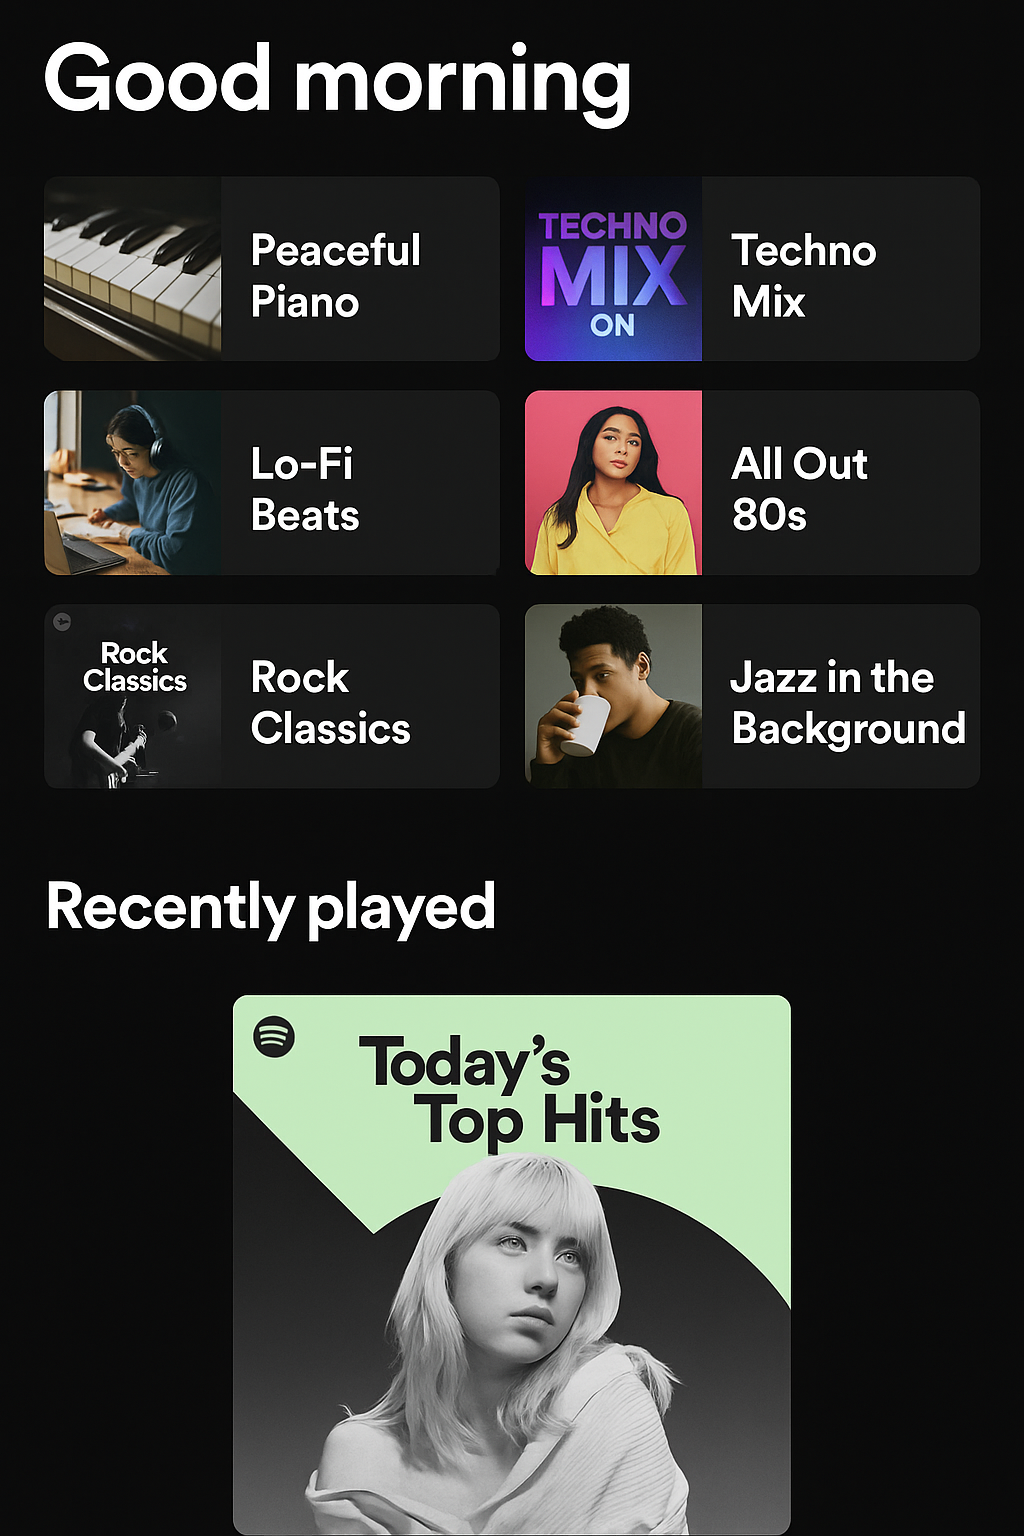 Good morning
Peaceful
Piano
TECHNO
MIX
ON
Techno
Mix
Lo-Fi
Beats
All Out
80s
Rock
Classics
Rock
Classics
Jazz in the
Background
Recently played
Today’s
Top Hits